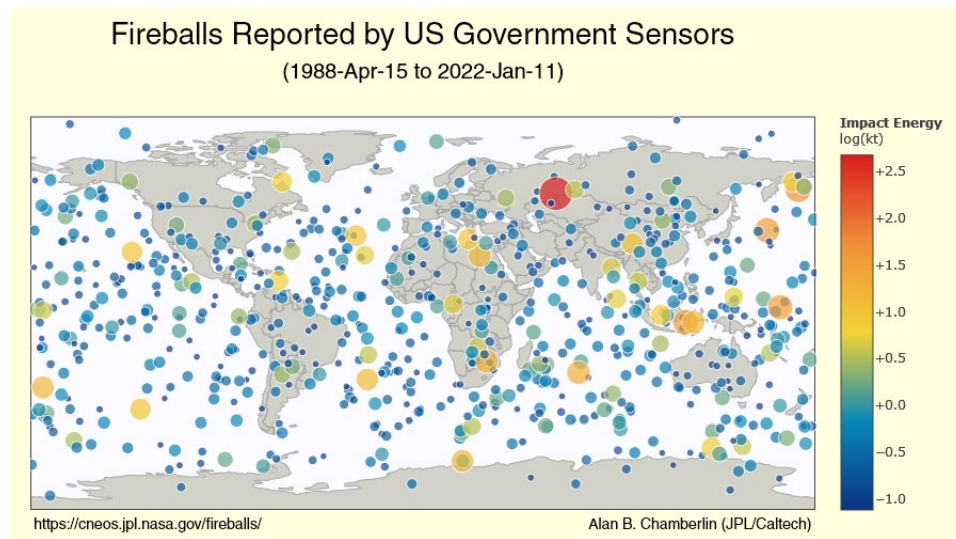 Fireballs Reported by US Government Sensors
(1988-Apr-15 to 2022-Jan-11)
Impact Energy
log(kt)
+2.5
+2.0
+1.5
+1.0
+0.5
+0.0
−0.5
−1.0
https://cneos.jpl.nasa.gov/fireballs/
Alan B. Chamberlin (JPL/Caltech)